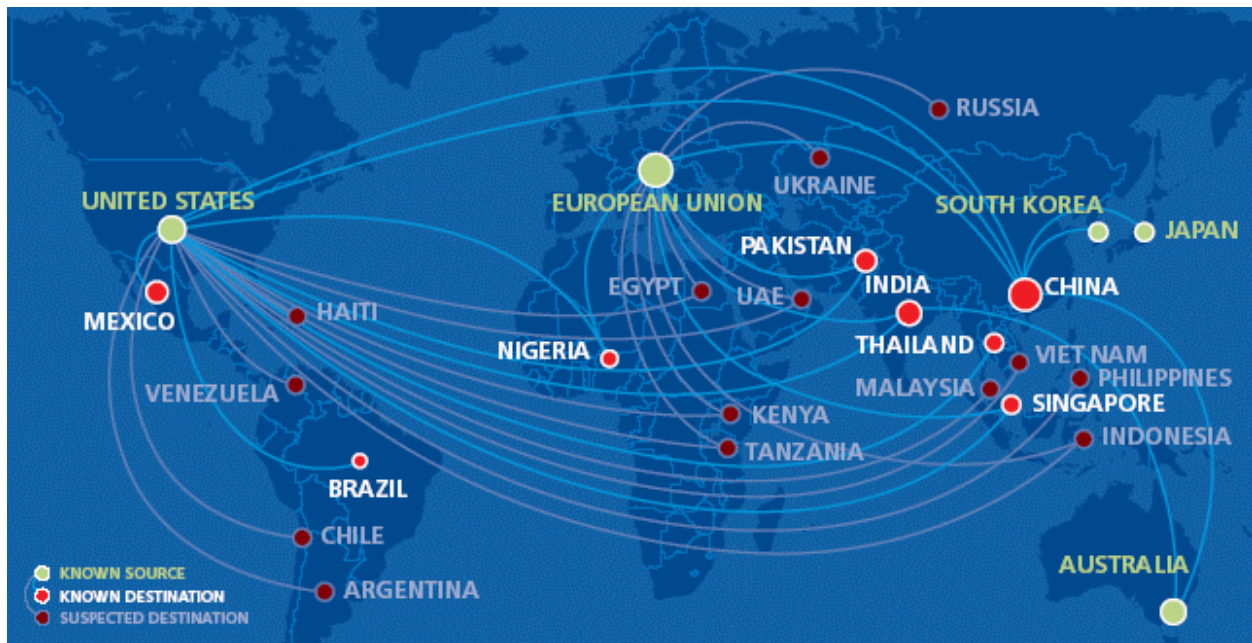 RUSSIA
UKRAINE
UNITED STATES
EUROPEAN UNION
SOUTH KOREA
JAPAN
PAKISTAN
INDIA
EGYPT
UAE
CHINA
MEXICO
HAITI
NIGERIA
THAILAND
VIET NAM
VENEZUELA
MALAYSIA
PHILIPPINES
SINGAPORE
KENYA
TANZANIA
INDONESIA
BRAZIL
CHILE
AUSTRALIA
ARGENTINA
KNOWN SOURCE
KNOWN DESTINATION
SUSPECTED DESTINATION